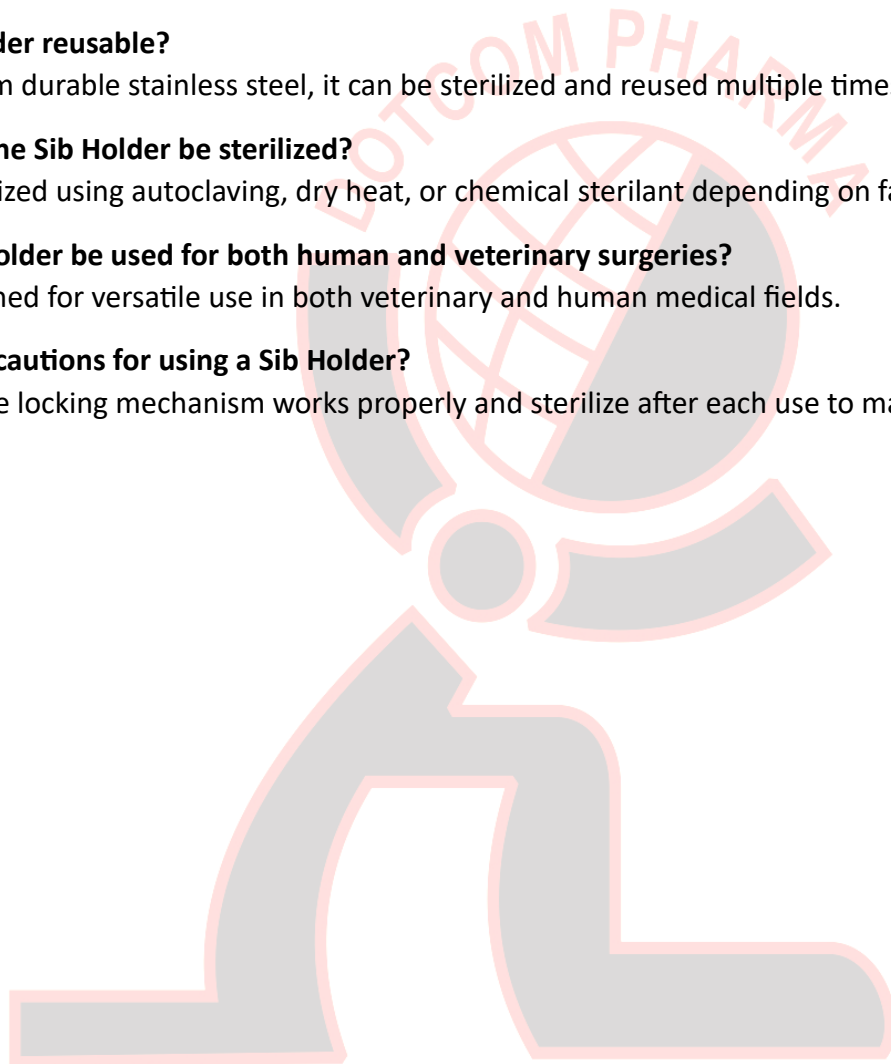 DOTCOM PHARMA
der reusable?
m durable stainless steel, it can be sterilized and reused multiple time
he Sib Holder be sterilized?
ized using autoclaving, dry heat, or chemical sterilant depending on fa
older be used for both human and veterinary surgeries?
ned for versatile use in both veterinary and human medical fields.
cautions for using a Sib Holder?
e locking mechanism works properly and sterilize after each use to ma